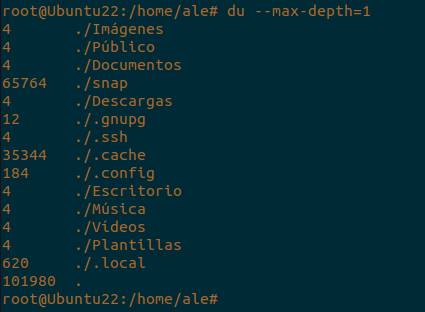 root@Ubuntu22:/home/ale# du --max-depth=1
4 ./Imágenes
4 ./Público
4 ./Documentos
65764 ./snap
4 ./Descargas
12 ./.gnupg
4 ./.ssh
35344 ./.cache
184 ./.config
4 ./Escritorio
4 ./Música
4 ./Vídeos
4 ./Plantillas
620 ./.local
101980 .
root@Ubuntu22:/home/ale#